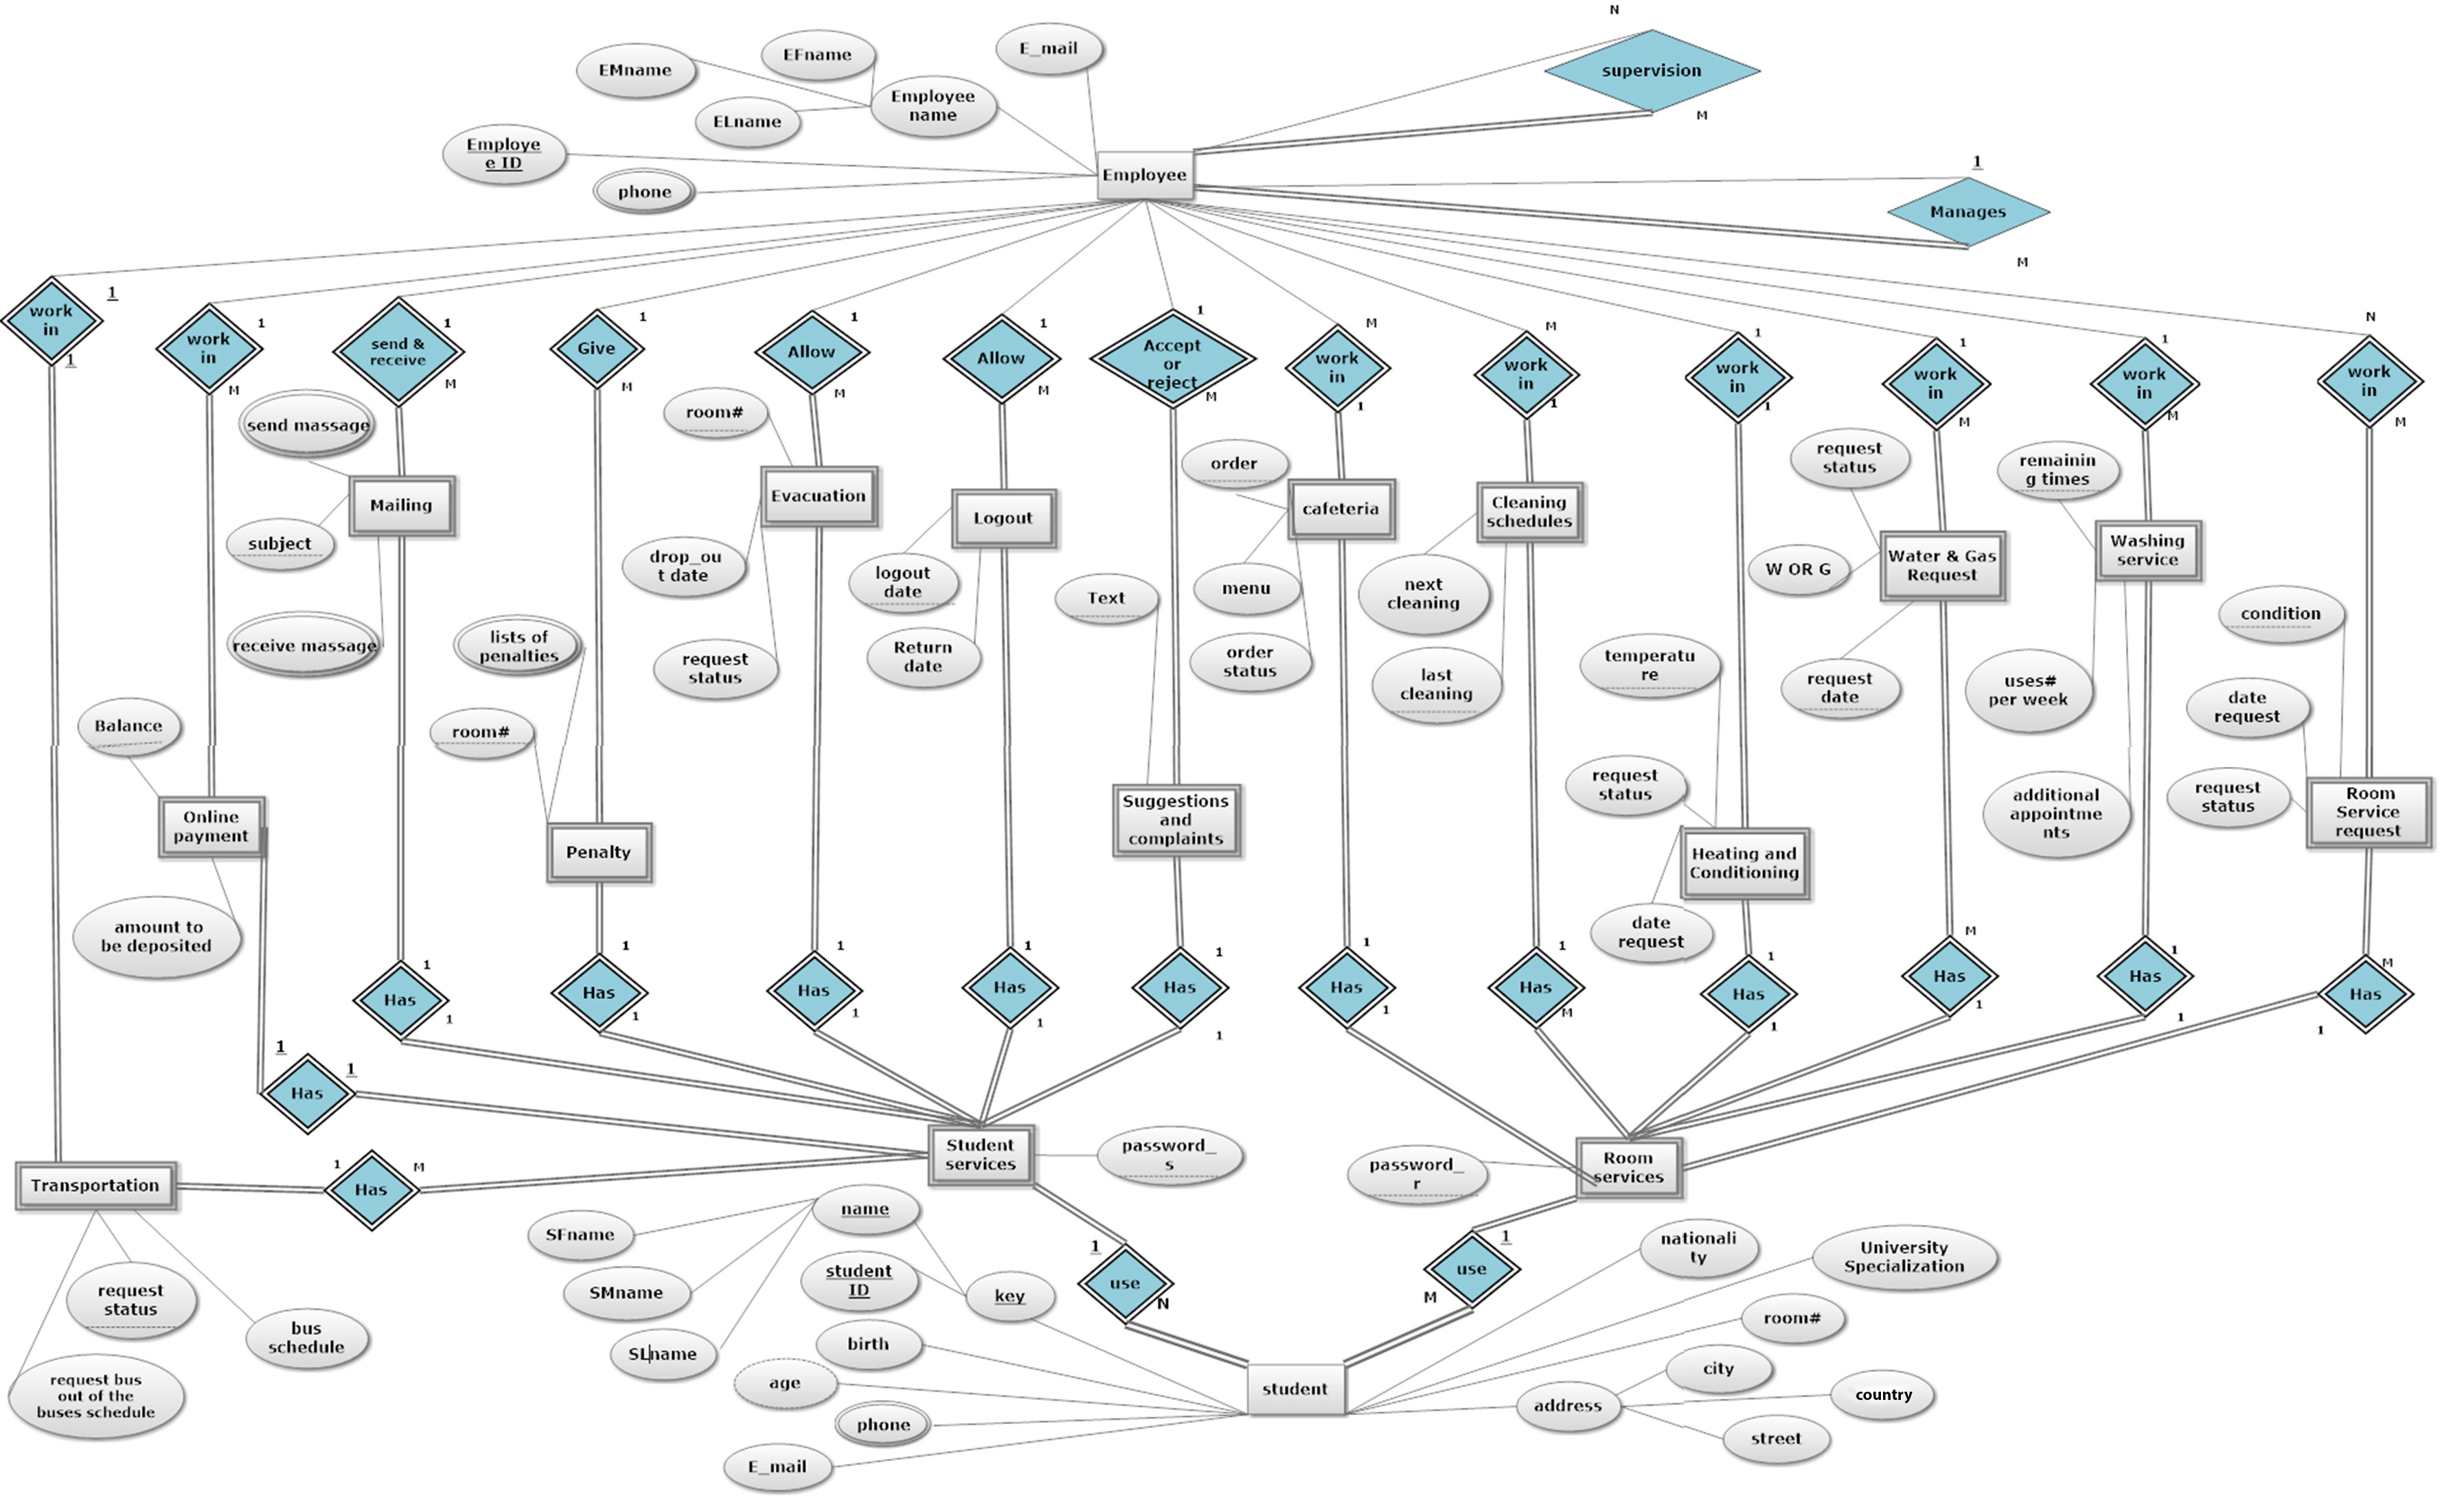 N
EFname
E_mail
EMname
supervision
Employee
name
ELname
M
Employe
e ID
1
Employee
phone
Manages
M
1
work
in
1
1
work
in
M
1
send &
receive
M
1
Give
M
1
Allow
M
1
Allow
M
1
Accept
or
reject
M
M
work
in
1
M
work
in
1
1
work
in
1
1
work
in
M
1
work
in
M
N
work
in
M
send massage
Mailing
subject
receive massage
room#
Evacuation
drop_ou
t date
request
status
Logout
logout
date
Return
date
Text
order
cafeteria
menu
order
status
Cleaning
schedules
next
cleaning
last
cleaning
request
status
W OR G
Water & Gas
Request
request
date
remainin
g times
Washing
service
uses#
per week
additional
appointme
nts
condition
date
request
request
status
Room
Service
request
lists of
penalties
room#
Penalty
Balance
Online
payment
amount to
be deposited
Suggestions
and
complaints
temperatu
re
request
status
Heating and
Conditioning
date
request
1
Has
1
1
Has
1
1
Has
1
1
Has
1
1
Has
1
1
Has
1
1
Has
M
1
Has
1
M
Has
1
1
Has
1
M
Has
1
1
Has
1
Transportation
1
Has
M
Student
services
password_
s
password_
r
Room
services
request
status
bus
schedule
request bus
out of the
buses schedule
SFname
name
SMname
student
ID
key
SLname
birth
age
phone
E_mail
1
use
N
1
use
M
student
nationali
ty
University
Specialization
room#
city
address
country
street